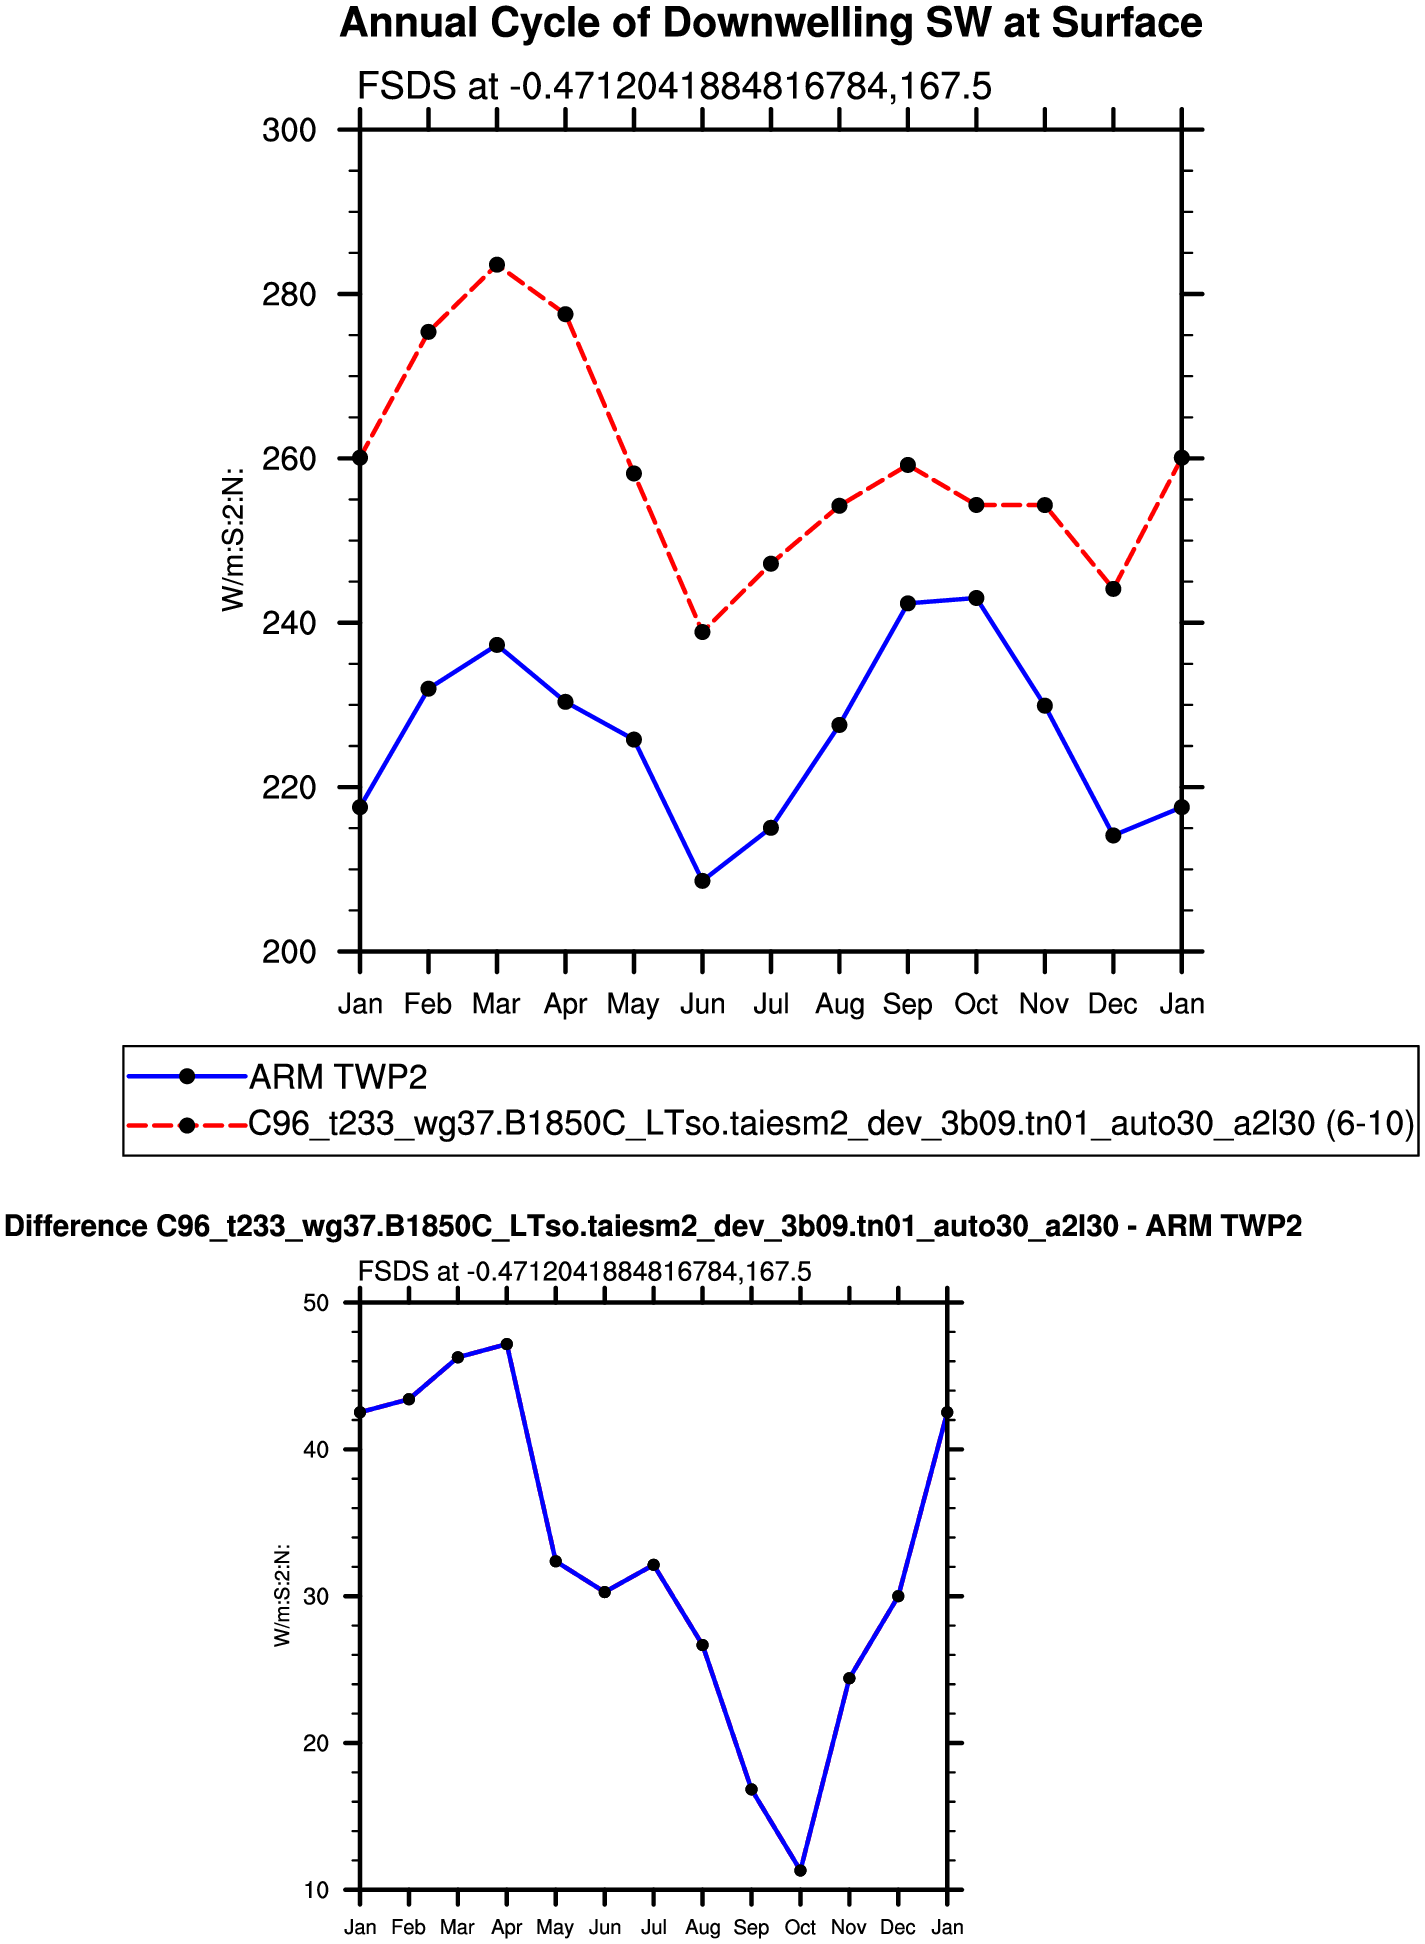 Annual Cycle of Downwelling SW at Surface
FSDS at -0.4712041884816784,167.5
300
280
260
240
220
200
W/m:S:2:N:
Jan Feb Mar Apr May Jun Jul Aug Sep Oct Nov Dec Jan
ARM TWP2
C96_t233_wg37.B1850C_LTso.taiesm2_dev_3b09.tn01_auto30_a2l30 (6-10)
Difference C96_t233_wg37.B1850C_LTso.taiesm2_dev_3b09.tn01_auto30_a2l30 - ARM TWP2
FSDS at -0.4712041884816784,167.5
50
40
30
20
10
W/m:S:2:N:
Jan Feb Mar Apr May Jun Jul Aug Sep Oct Nov Dec Jan